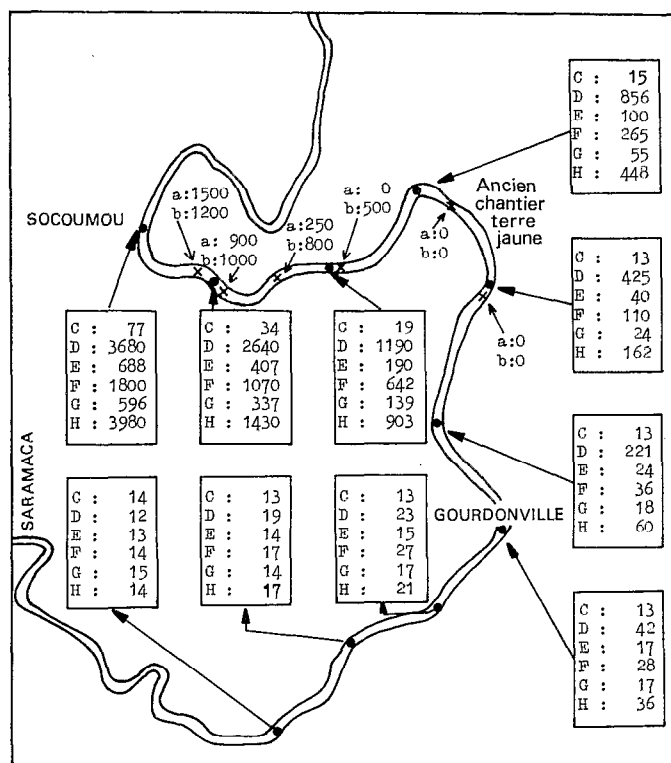 C : 15
D : 856
E : 100
F : 265
G : 55
H : 448
SOCOUMOU
a:1500
b:1200
a: 900
b:1000
a:250
b:800
a: 0
b:500
a:0
b:0
Ancien
chantier
terre
jaune
C : 13
D : 425
E : 40
F : 110
G : 24
H : 162
a:0
b:0
C : 77
D : 3680
E : 688
F : 1800
G : 596
H : 3980
C : 34
D : 2640
E : 407
F : 1070
G : 337
H : 1430
C : 19
D : 1190
E : 190
F : 642
G : 139
H : 903
C : 13
D : 221
E : 24
F : 36
G : 18
H : 60
SARAMACA
C : 14
D : 12
E : 13
F : 14
G : 15
H : 14
C : 13
D : 19
E : 14
F : 17
G : 14
H : 17
C : 13
D : 23
E : 15
F : 27
G : 17
H : 21
GOURDONVILLE
C : 13
D : 42
E : 17
F : 28
G : 17
H : 36